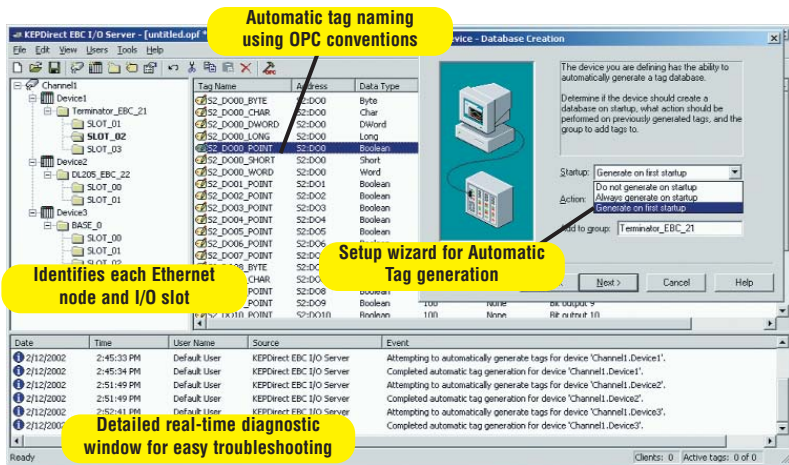 Automatic tag naming
using OPC conventions
KEPDirect EBC I/O Server - [untitled.opf *
File Edit View Users Tools Help
Channel1
Device1
Terminator_EBC_21
SLOT_01
SLOT_02
SLOT_03
Device2
DL205_EBC_22
SLOT_00
SLOT_01
Device3
BASE_0
SLOT_00
SLOT_01
SLOT_02
Identifies each Ethernet
node and I/O slot
Tag Name Address Data Type
S2_DO00_BYTE S2:DO0 Byte
S2_DO00_CHAR S2:DO0 Char
S2_DO00_DWORD S2:DO0 DWord
S2_DO00_LONG S2:DO0 Long
S2_DO00_POINT S2:DO0 Boolean
S2_DO00_SHORT S2:DO0 Short
S2_DO00_WORD S2:DO0 Word
S2_DO01_POINT S2:DO1 Boolean
S2_DO02_POINT S2:DO2 Boolean
S2_DO03_POINT S2:DO3 Boolean
S2_DO04_POINT S2:DO4 Boolean
S2_DO05_POINT S2:DO5 Boolean
S2_DO06_POINT S2:DO6 Boolean
S2_DO07_POINT
BYTE
CHAR
POINT S2:DO8 Boolean
POINT S2:DO9 Boolean 100 None Bit output 9
S2_DO10_POINT S2:DO10 Boolean 100 None Bit output 10
Device - Database Creation
The device you are defining has the ability to
automatically generate a tag database.
Determine if the device should create a
database on startup, what action should be
performed on previously generated tags, and the
group to add tags to.
Startup: Generate on first startup
Do not generate on startup
Action: Always generate on startup
Generate on first startup
Add to group: Terminator_EBC_21
Setup wizard for Automatic
Tag generation
Next > Cancel Help
Date Time User Name Source Event
2/12/2002 2:45:33 PM Default User KEPDirect EBC I/O Server Attempting to automatically generate tags for device 'Channel1.Device1'.
2/12/2002 2:45:34 PM Default User KEPDirect EBC I/O Server Completed automatic tag generation for device 'Channel1.Device1'.
2/12/2002 2:51:49 PM Default User KEPDirect EBC I/O Server Attempting to automatically generate tags for device 'Channel1.Device2'.
2/12/2002 2:51:49 PM Default User KEPDirect EBC I/O Server Completed automatic tag generation for device 'Channel1.Device2'.
2/12/2002 2:52:41 PM Default User KEPDirect EBC I/O Server Attempting to automatically generate tags for device 'Channel1.Device3'.
2/12/2002 Completed automatic tag generation for device 'Channel1.Device3'.
Detailed real-time diagnostic
window for easy troubleshooting
Ready Clients: 0 Active tags: 0 of 0